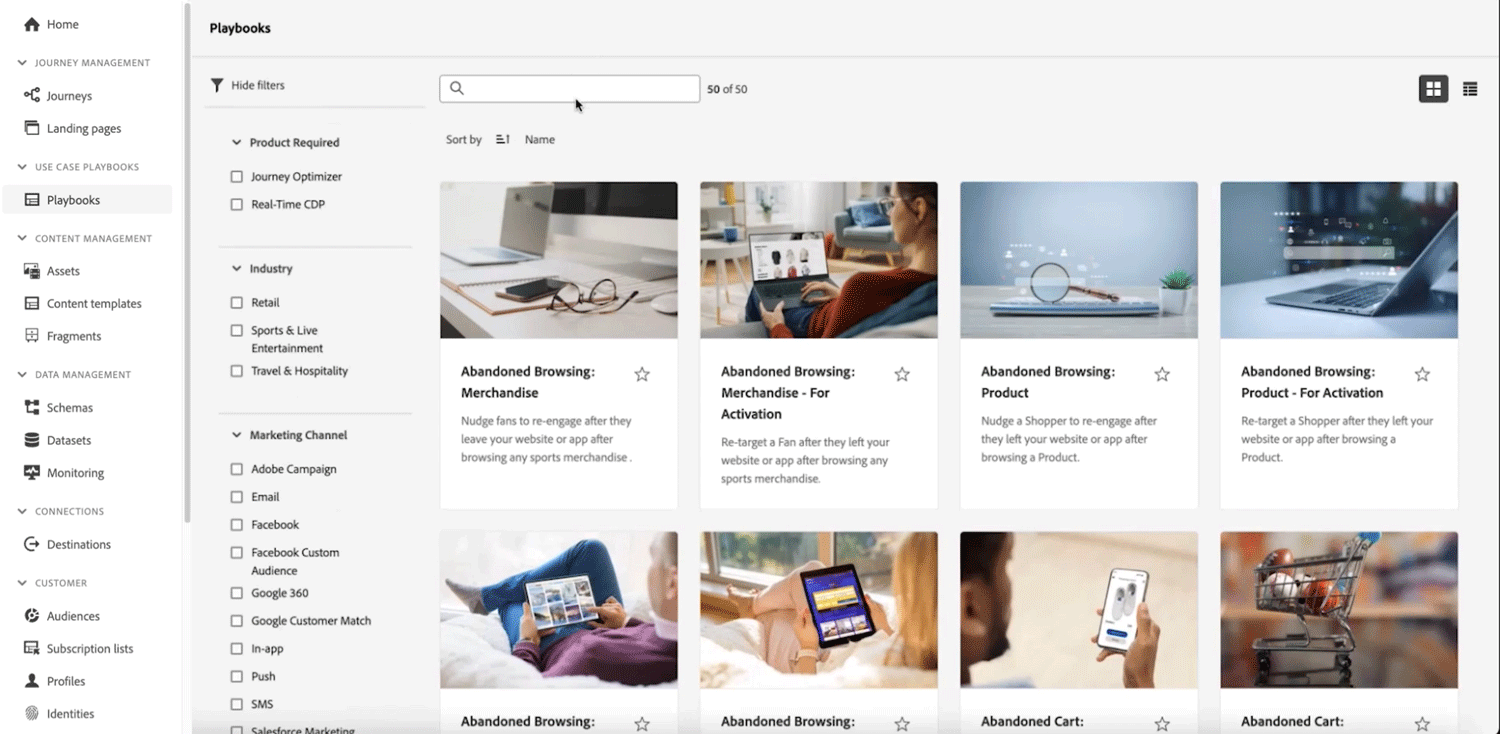 Home
JOURNEY MANAGEMENT
Journeys
Landing pages
USE CASE PLAYBOOKS
Playbooks
CONTENT MANAGEMENT
Assets
Content templates
Fragments
DATA MANAGEMENT
Schemas
Datasets
Monitoring
CONNECTIONS
Destinations
CUSTOMER
Audiences
Subscription lists
Profiles
Identities
Playbooks
Hide filters
Product Required
Journey Optimizer
Real-Time CDP
Industry
Retail
Sports & Live
Entertainment
Travel & Hospitality
Marketing Channel
Adobe Campaign
Email
Facebook
Facebook Custom
Audience
Google 360
Google Customer Match
In-app
Push
SMS
Salesforce Marketing
50 of 50
Sort by Name
Abandoned Browsing:
Merchandise
Nudge fans to re-engage after they
leave your website or app after
browsing any sports merchandise .
Abandoned Browsing:
Merchandise - For
Activation
Re-target a Fan after they left your
website or app after browsing any
sports merchandise.
Abandoned Browsing:
Product
Nudge a Shopper to re-engage after
they left your website or app after
browsing a Product.
Abandoned Browsing:
Product - For Activation
Re-target a Shopper after they left your
website or app after browsing a
Product.
Abandoned Browsing:
Abandoned Browsing:
Abandoned Cart:
Abandoned Cart: